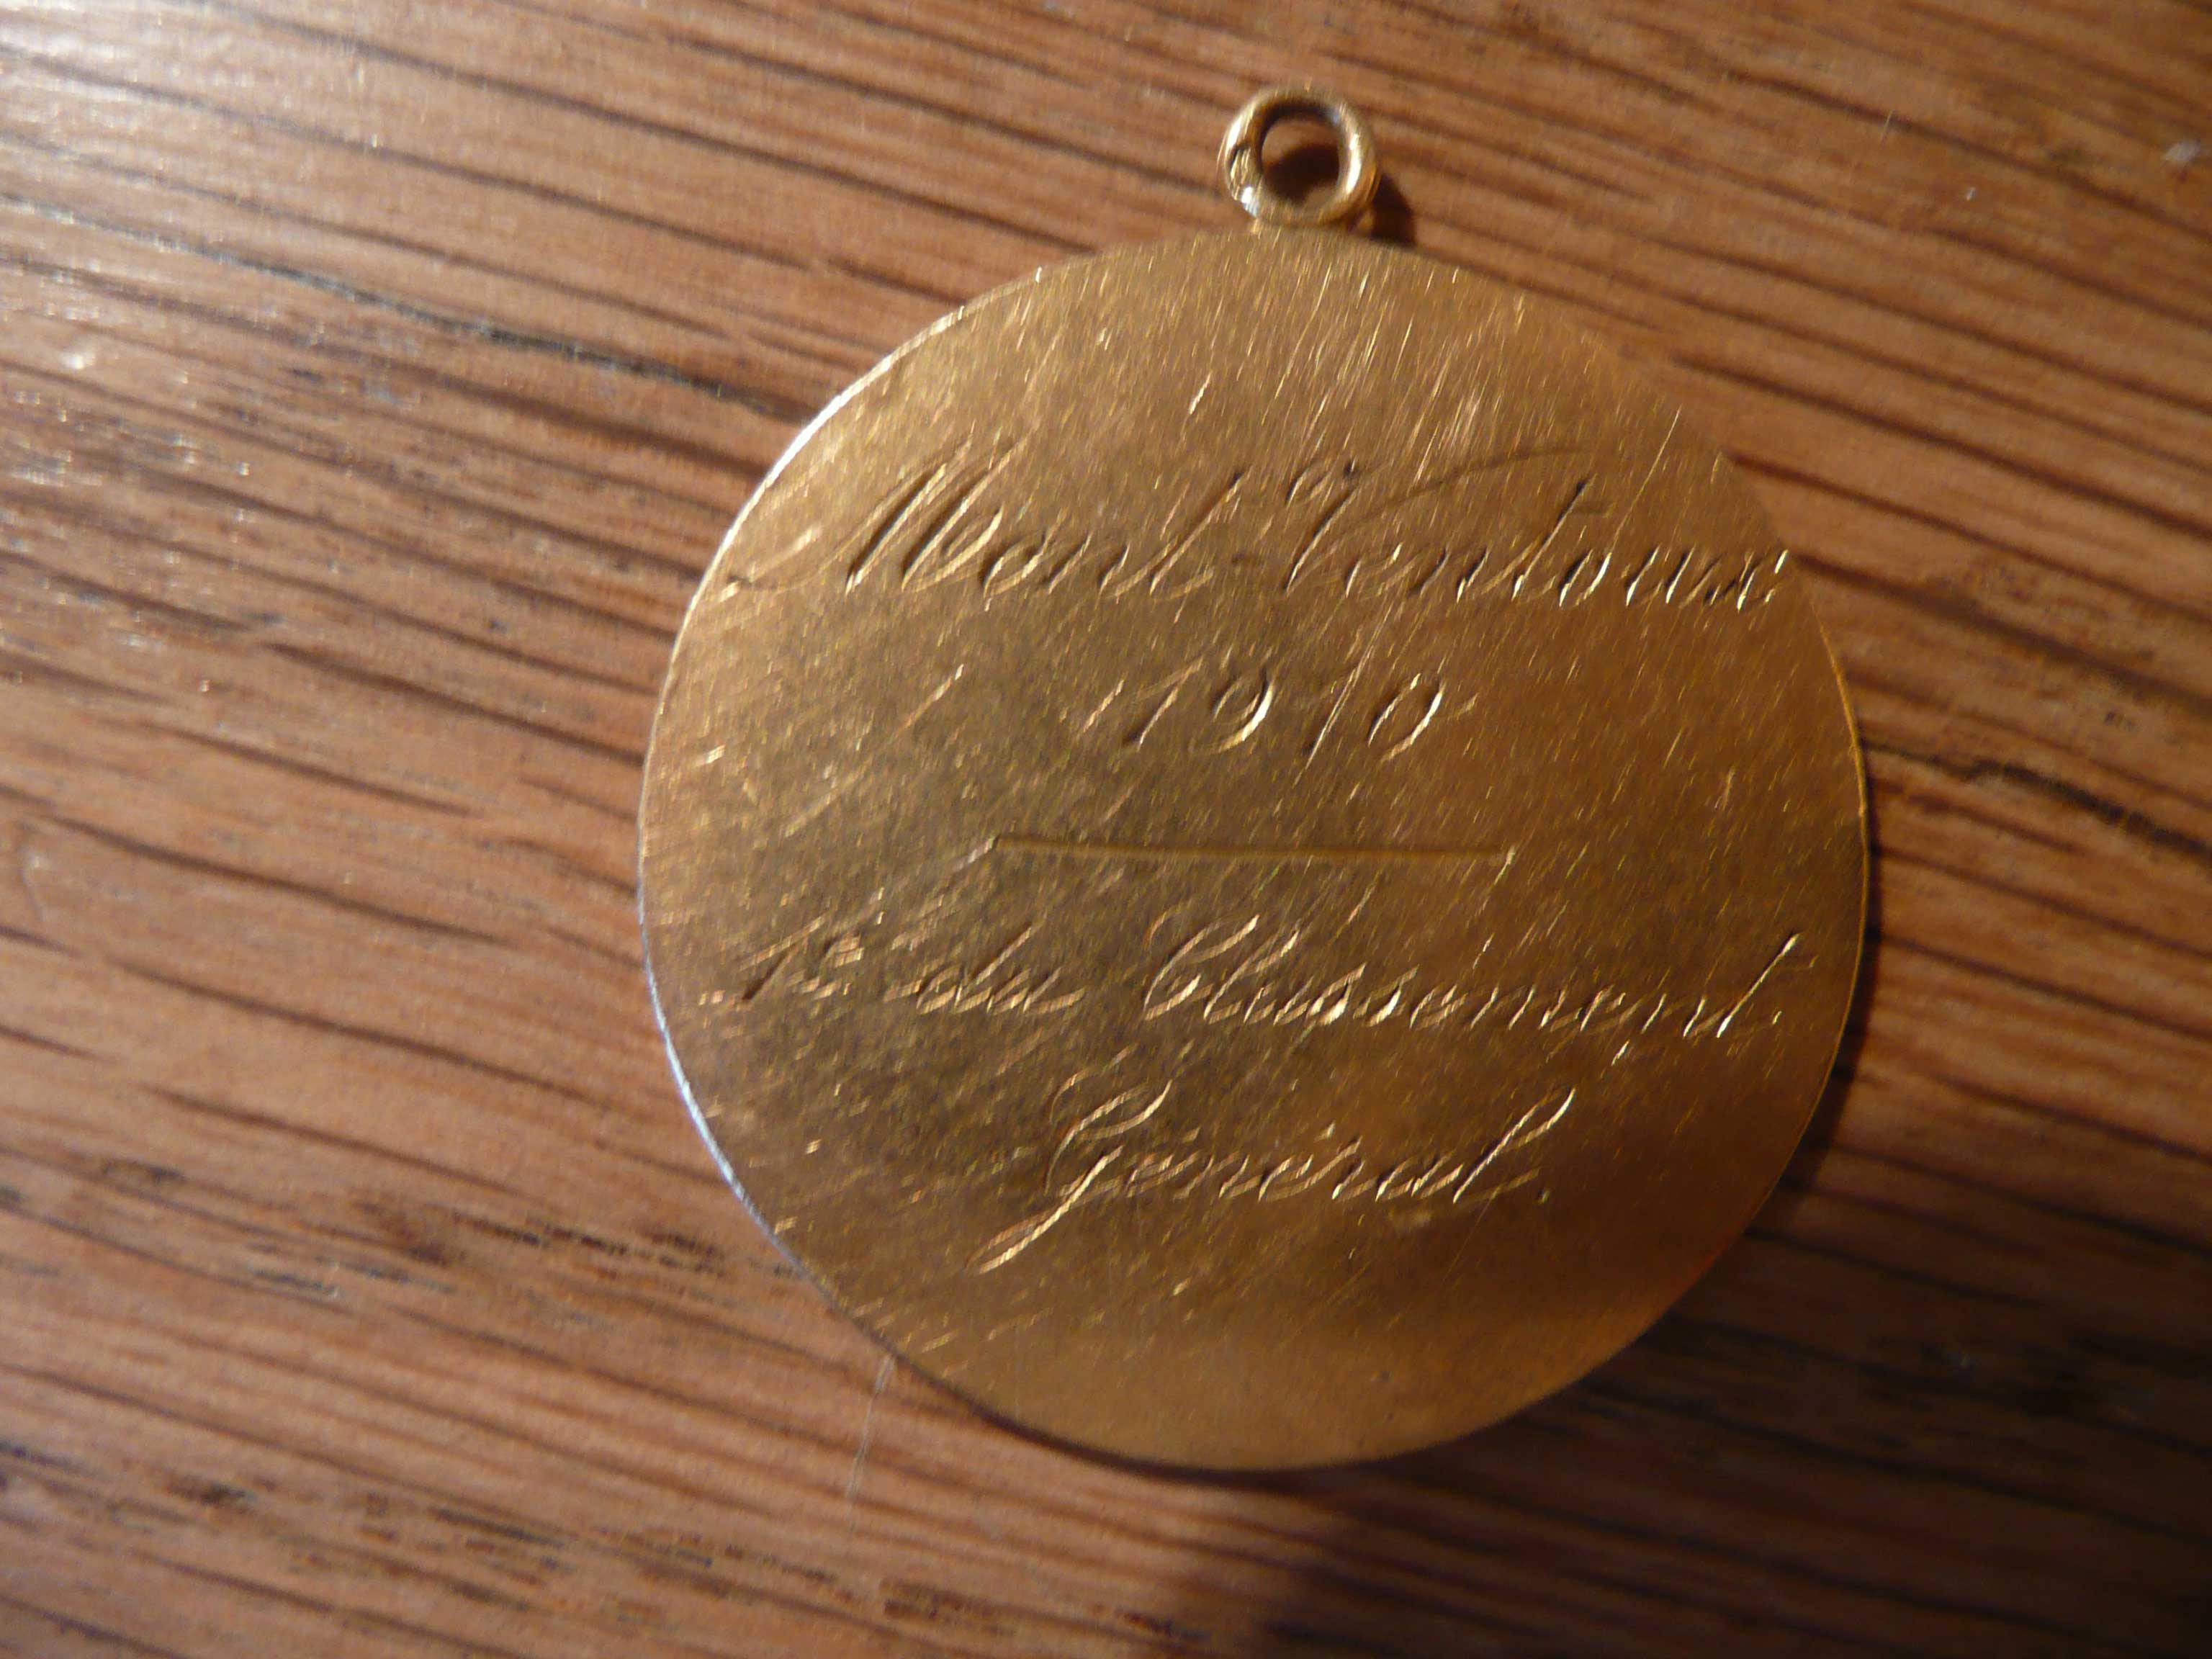 Mont-Ventoux
1910
1er du Classement
Général.